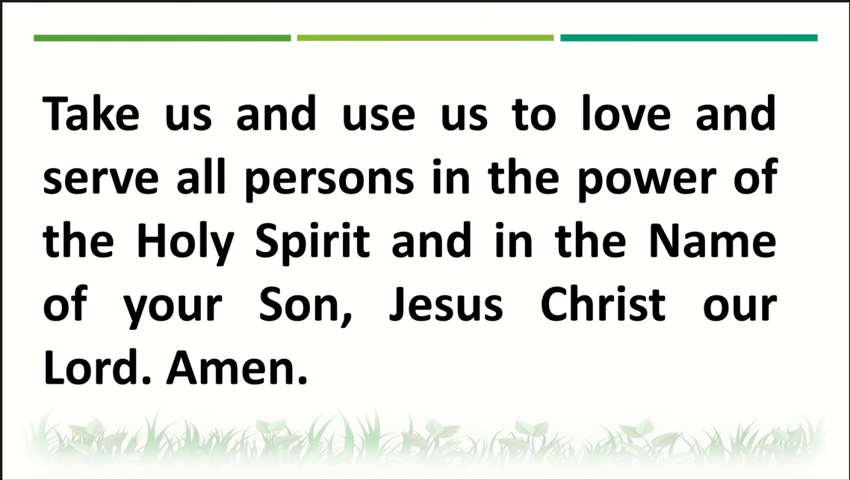 Take us and use us to love and
serve all persons in the power of
the Holy Spirit and in the Name
of your Son, Jesus Christ our
Lord. Amen.